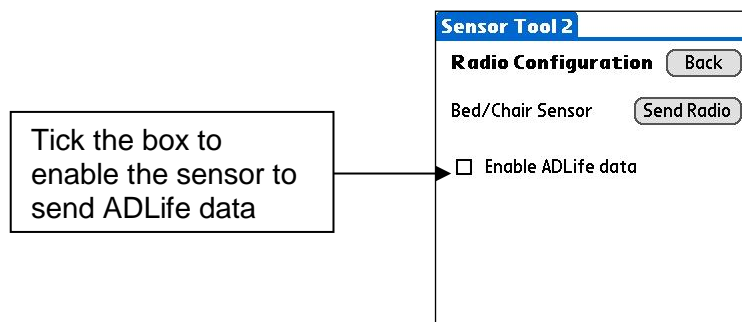 Sensor Tool 2
Radio Configuration Back
Bed/Chair Sensor Send Radio
Tick the box to
enable the sensor to
send ADLife data
Enable ADLife data